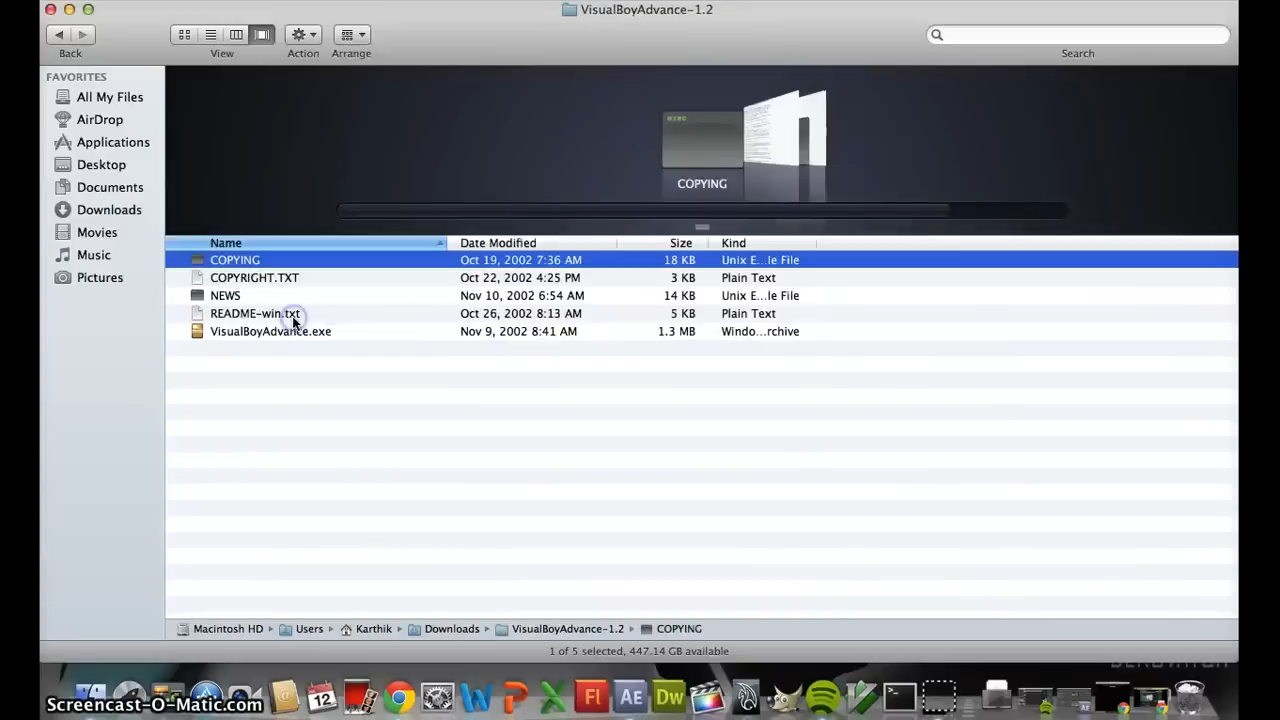 VisualBoyAdvance-1.2
Back
View
Action
Arrange
Search
FAVORITES
All My Files
AirDrop
Applications
Desktop
Documents
Downloads
Movies
Music
Pictures
COPYING
Name Date Modified Size Kind
COPYING Oct 19, 2002 7:36 AM 18 KB Unix E...le File
COPYRIGHT.TXT Oct 22, 2002 4:25 PM 3 KB Plain Text
NEWS Nov 10, 2002 6:54 AM 14 KB Unix E...le File
README-win.txt Oct 26, 2002 8:13 AM 5 KB Plain Text
VisualBoyAdvance.exe Nov 9, 2002 8:41 AM 1.3 MB Windo...rchive
Macintosh HD Users Karthik Downloads VisualBoyAdvance-1.2 COPYING
1 of 5 selected, 447.14 GB available
12
W
P
X
Fl
AE
Dw
Screencast-O-Matic.com